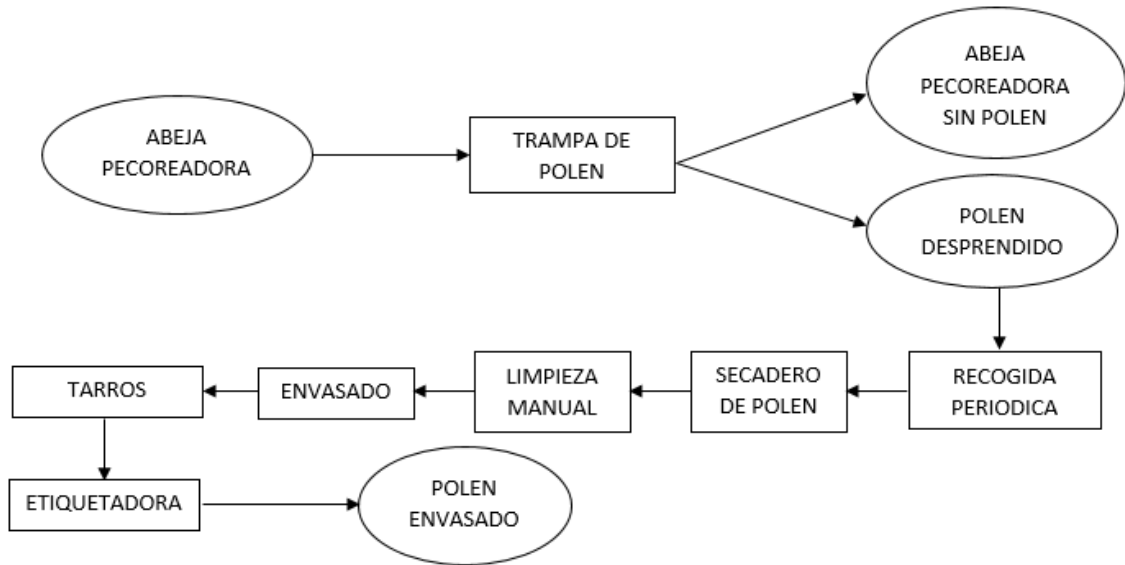 ABEJA
PECOREADORA
TRAMPA DE
POLEN
ABEJA
PECOREADORA
SIN POLEN
POLEN
DESPRENDIDO
RECOGIDA
PERIODICA
SECADERO
DE POLEN
LIMPIEZA
MANUAL
ENVASADO
TARROS
ETIQUETADORA
POLEN
ENVASADO